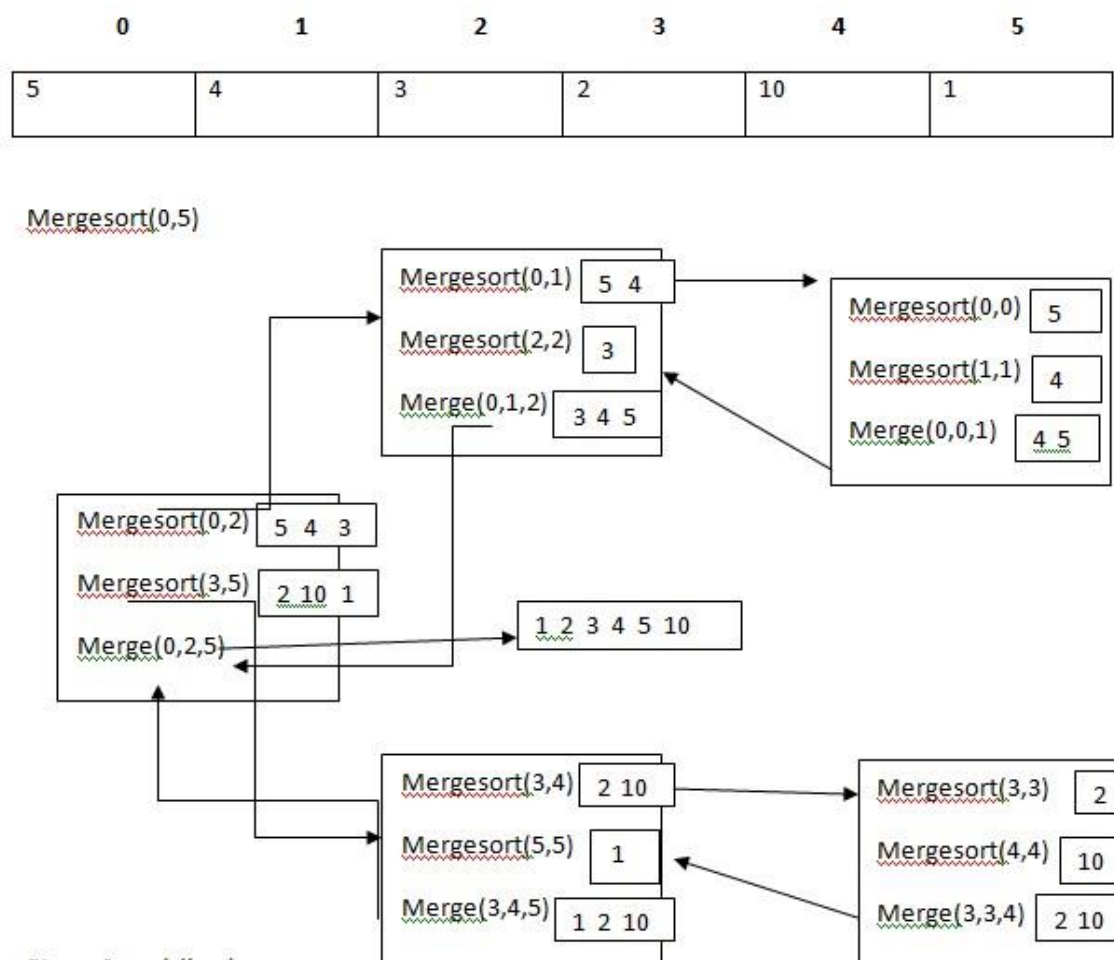 0 1 2 3 4 5
5 4 3 2 10 1
Mergesort(0,5)
Mergesort(0,1) 5 4
Mergesort(2,2) 3
Merge(0,1,2) 3 4 5
Mergesort(0,0) 5
Mergesort(1,1) 4
Merge(0,0,1) 4 5
Mergesort(0,2) 5 4 3
Mergesort(3,5) 2 10 1
Merge(0,2,5)
1 2 3 4 5 10
Mergesort(3,4) 2 10
Mergesort(5,5) 1
Merge(3,4,5) 1 2 10
Mergesort(3,3) 2
Mergesort(4,4) 10
Merge(3,3,4) 2 10